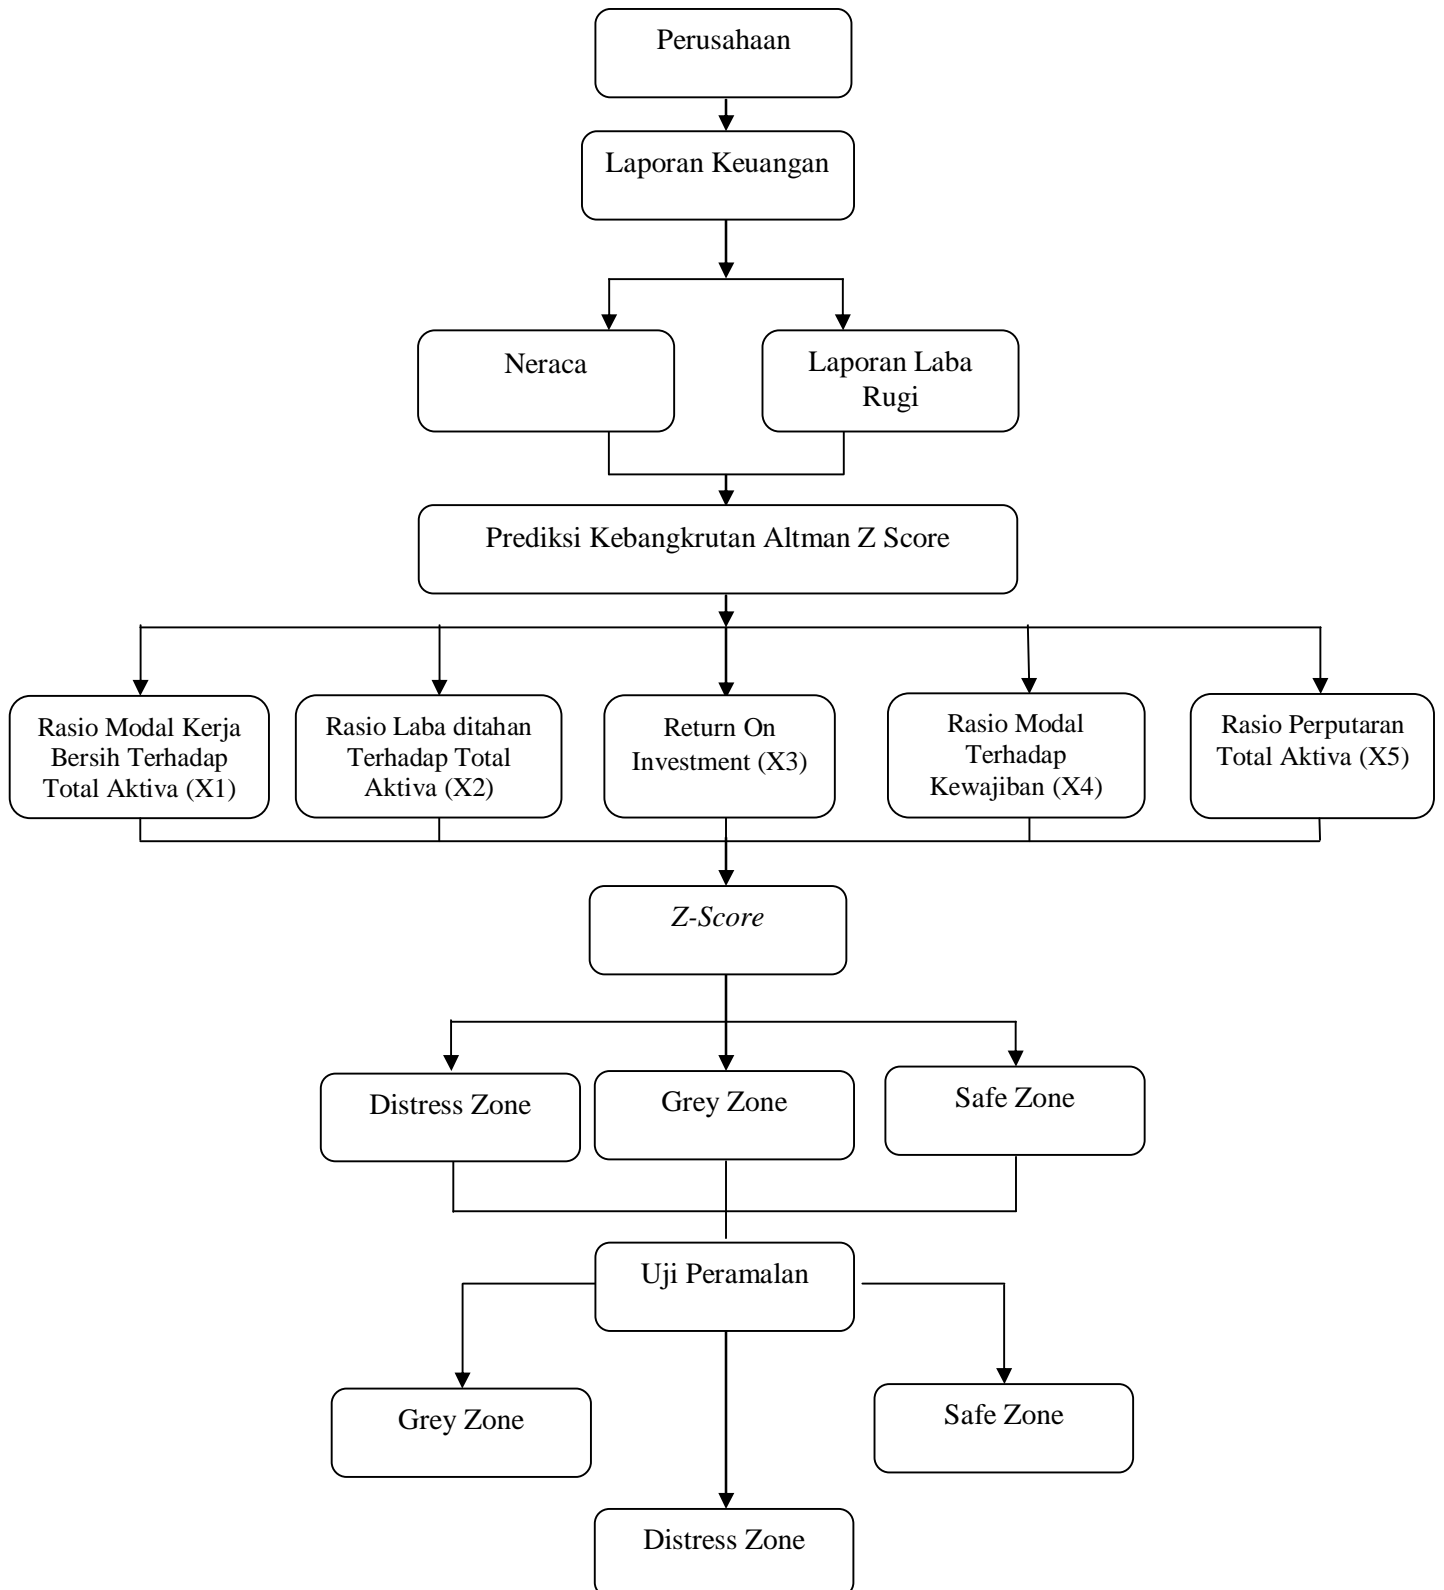 Perusahaan
Laporan Keuangan
Neraca
Laporan Laba
Rugi
Prediksi Kebangkrutan Altman Z Score
Rasio Modal Kerja
Bersih Terhadap
Total Aktiva (X1)
Rasio Laba ditahan
Terhadap Total
Aktiva (X2)
Return On
Investment (X3)
Rasio Modal
Terhadap
Kewajiban (X4)
Rasio Perputaran
Total Aktiva (X5)
Z-Score
Distress Zone
Grey Zone
Safe Zone
Uji Peramalan
Grey Zone
Safe Zone
Distress Zone